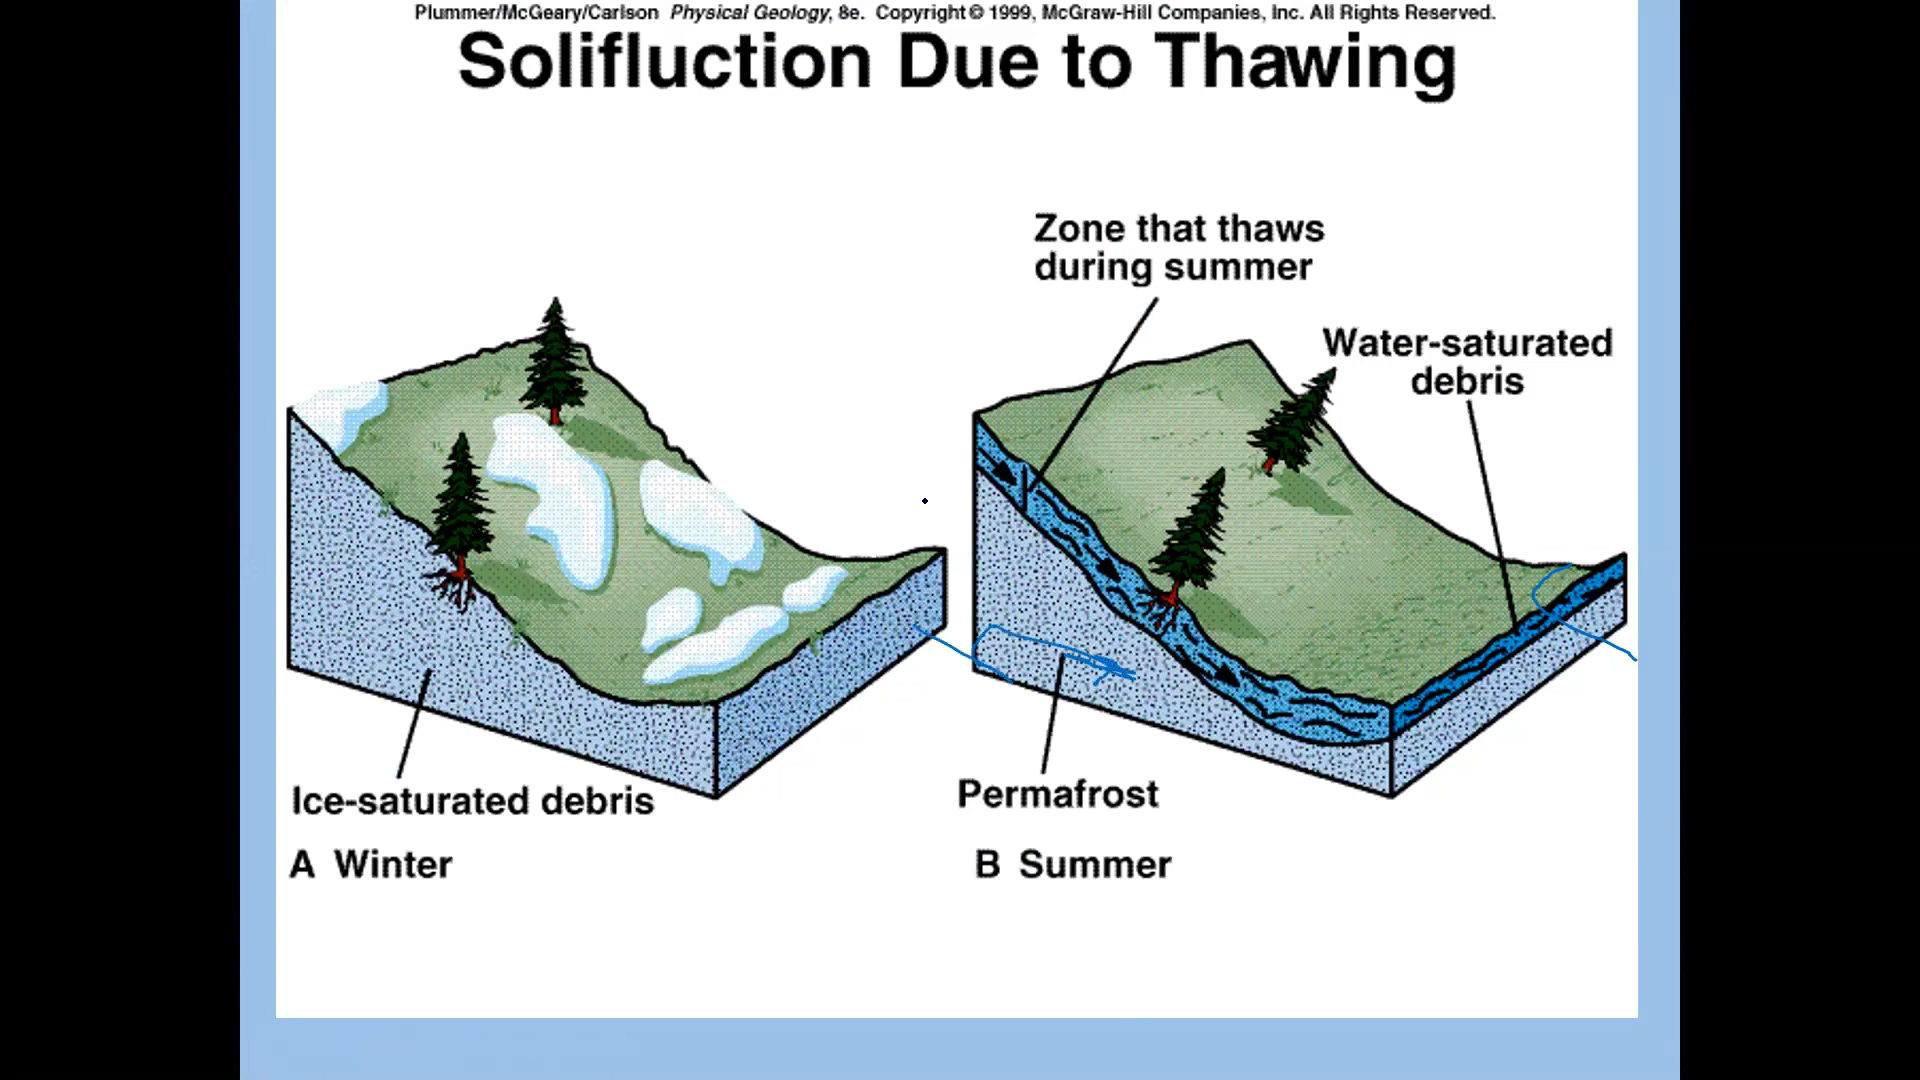 Plummer/McGeary/Carlson Physical Geology, 8e. Copyright © 1999, McGraw-Hill Companies, Inc. All Rights Reserved.
Solifluction Due to Thawing
Zone that thaws
during summer
Water-saturated
debris
Ice-saturated debris
Permafrost
A Winter
B Summer